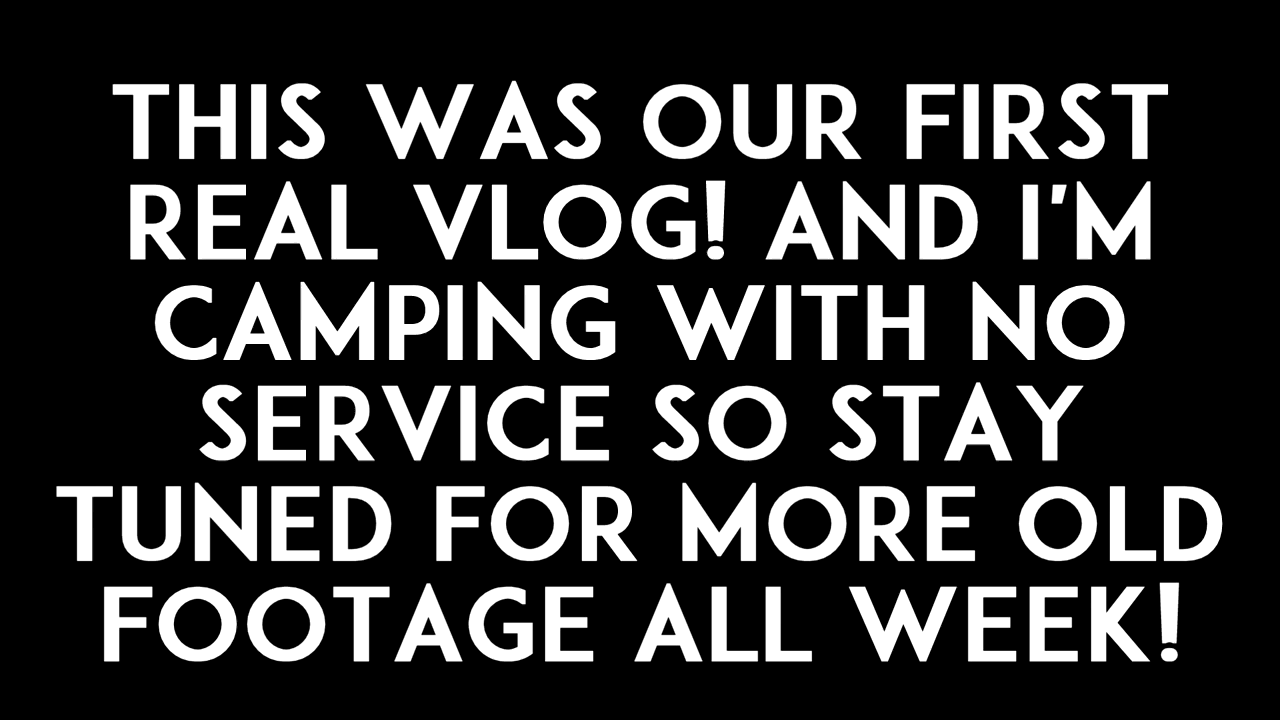 THIS WAS OUR FIRST
REAL VLOG! AND I'M
CAMPING WITH NO
SERVICE SO STAY
TUNED FOR MORE OLD
FOOTAGE ALL WEEK!